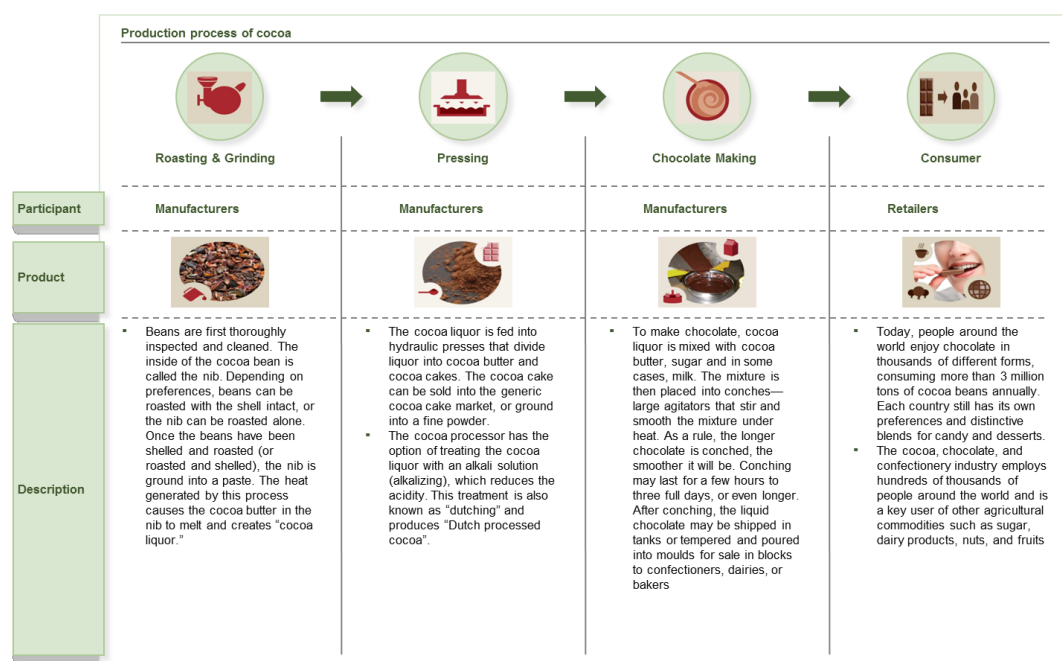 Production process of cocoa
Roasting & Grinding
Pressing
Chocolate Making
Consumer
Participant
Manufacturers
Manufacturers
Manufacturers
Retailers
Product
Description
▪ Beans are first thoroughly
inspected and cleaned. The
inside of the cocoa bean is
called the nib. Depending on
preferences, beans can be
roasted with the shell intact, or
the nib can be roasted alone.
Once the beans have been
shelled and roasted (or
roasted and shelled), the nib is
ground into a paste. The heat
generated by this process
causes the cocoa butter in the
nib to melt and creates “cocoa
liquor.”
▪ The cocoa liquor is fed into
hydraulic presses that divide
liquor into cocoa butter and
cocoa cakes. The cocoa cake
can be sold into the generic
cocoa cake market, or ground
into a fine powder.
▪ The cocoa processor has the
option of treating the cocoa
liquor with an alkali solution
(alkalizing), which reduces the
acidity. This treatment is also
known as “dutching” and
produces “Dutch processed
cocoa”.
▪ To make chocolate, cocoa
liquor is mixed with cocoa
butter, sugar and in some
cases, milk. The mixture is
then placed into conches—
large agitators that stir and
smooth the mixture under
heat. As a rule, the longer
chocolate is conched, the
smoother it will be. Conching
may last for a few hours to
three full days, or even longer.
After conching, the liquid
chocolate may be shipped in
tanks or tempered and poured
into moulds for sale in blocks
to confectioners, dairies, or
bakers
▪ Today, people around the
world enjoy chocolate in
thousands of different forms,
consuming more than 3 million
tons of cocoa beans annually.
Each country still has its own
preferences and distinctive
blends for candy and desserts.
▪ The cocoa, chocolate, and
confectionery industry employs
hundreds of thousands of
people around the world and is
a key user of other agricultural
commodities such as sugar,
dairy products, nuts, and fruits